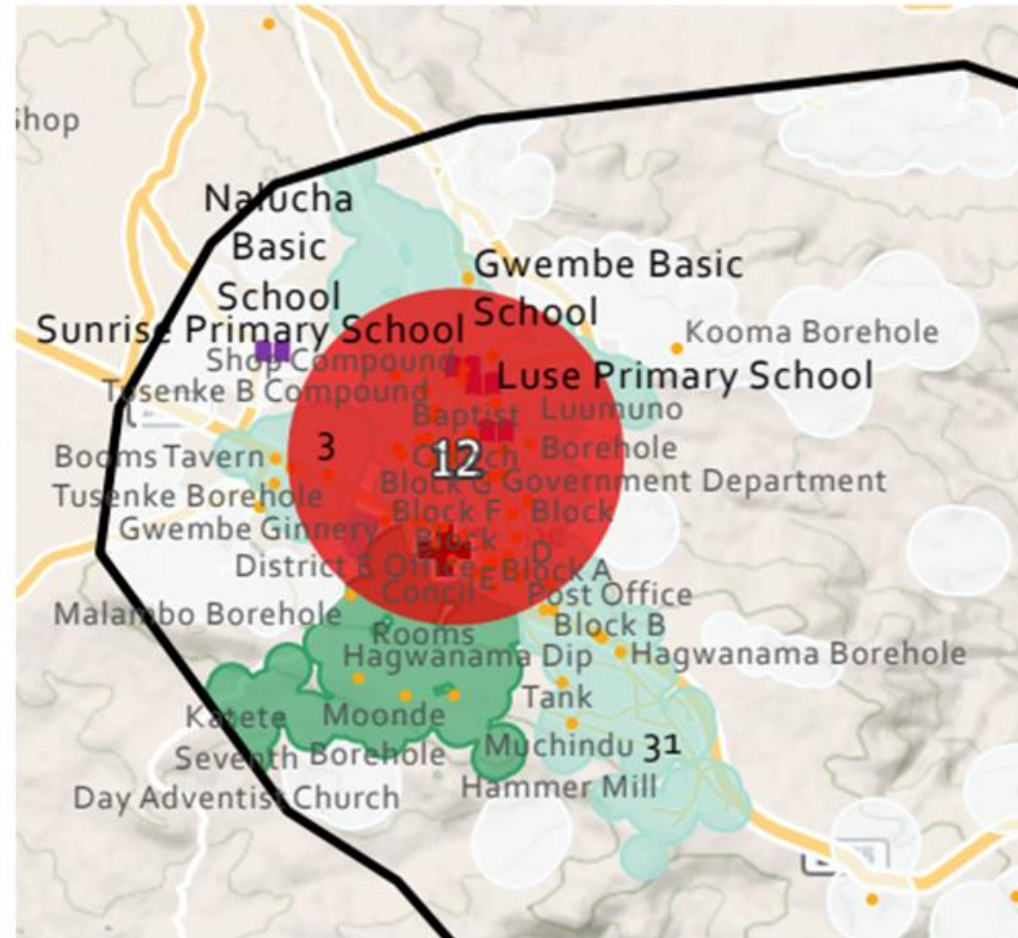 Shop
Nalucha
Basic
School
Gwembe Basic
School
Sunrise Primary School
Kooma Borehole
Shop Compound
Luse Primary School
Tusenke B Compound
Baptist
Church
Luumuno
Borehole
3
12
Booms Tavern
Block G
Government Department
Tusenke Borehole
Block F
Block
D
Gwembe Ginnery
Block
E
District E Office
Block A
Concil
Post Office
Malambo Borehole
Rooms
Block B
Hagwanama Dip
Tank
Hagwanama Borehole
Katete
Moonde
Borehole
Muchindu
Hammer Mill
31
Seventh
Day Adventist Church